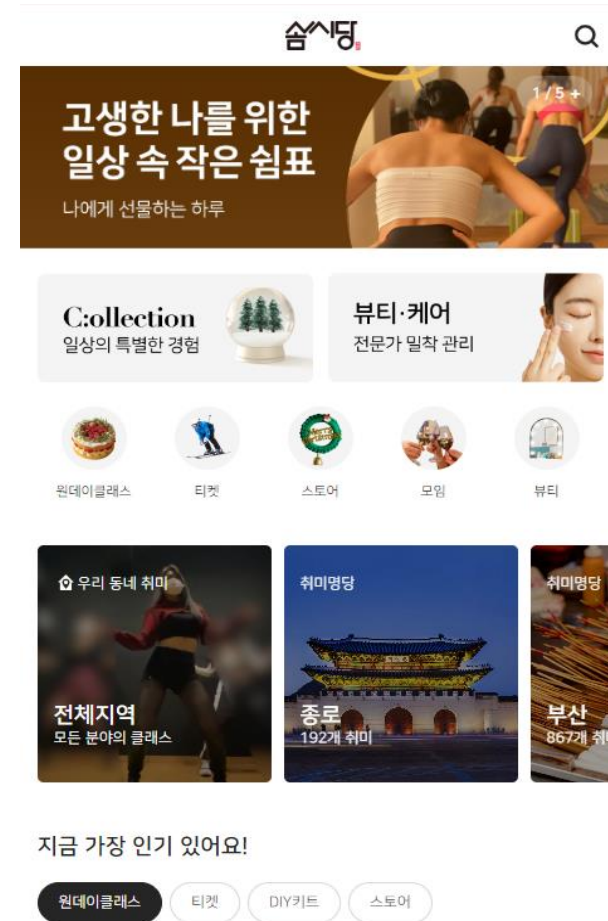 솜씨당
1 / 5 +
고생한 나를 위한
일상 속 작은 쉼표
나에게 선물하는 하루
C:ollection
일상의 특별한 경험
뷰티·케어
전문가 밀착 관리
원데이클래스
티켓
스토어
모임
뷰티
우리 동네 취미
전체지역
모든 분야의 클래스
취미명당
종로
192개 취미
취미명당
부산
867개
지금 가장 인기 있어요!
원데이클래스
티켓
DIY키트
스토어